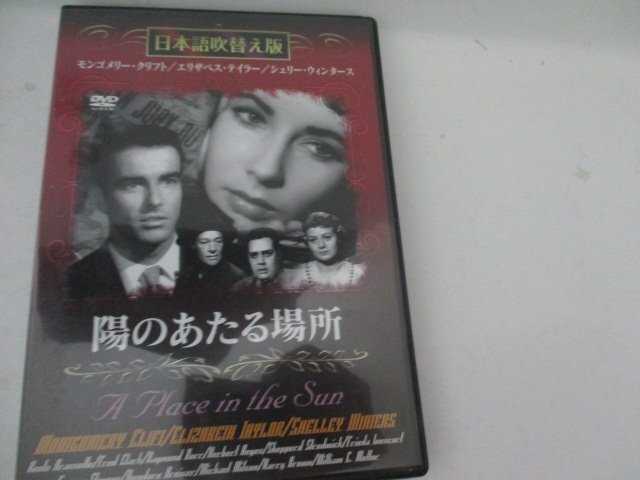 日本語吹替え版
モンゴメリー・クリフト／エリザベス・テイラー／シェリー・ウィンタース
DVD
VIDEO
陽のあたる場所
A Place in the Sun
MONTGOMERY CLIFT/ELIZABETH TAYLOR/SHELLEY WINTERS